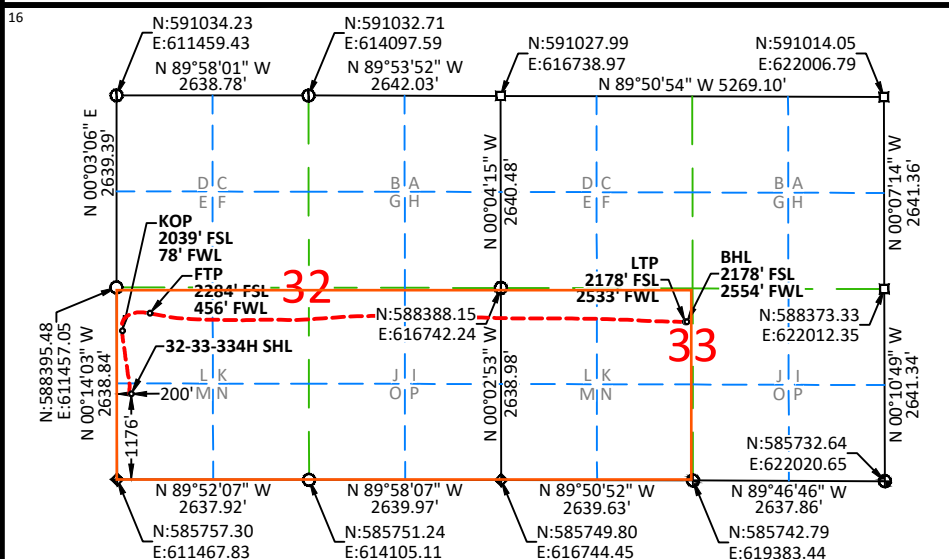 16
N:591034.23
E:611459.43
N:591032.71
E:614097.59
N:591027.99
E:616738.97
N:591014.05
E:622006.79
N 89°58'01" W
2638.78'
N 89°53'52" W
2642.03'
N 89°50'54" W 5269.10'
N 00°03'06" E
2639.39'
N 00°04'15" W
2640.48'
N 00°07'14" W
2641.36'
D C
E F
B A
G H
D C
E F
B A
G H
KOP
2039' FSL
78' FWL
FTP
2284' FSL
456' FWL
32
LTP
2178' FSL
2533' FWL
BHL
2178' FSL
2554' FWL
33
N:588388.15
E:616742.24
N:588373.33
E:622012.35
N:588395.48
E:611457.05
N 00°14'03" W
2638.84'
32-33-334H SHL
200'
1176'
N 00°02'53" W
2638.98'
N 00°10'49" W
2641.34'
L K
M N
J I
O P
L K
M N
J I
O P
N:585732.64
E:622020.65
N 89°52'07" W
2637.92'
N 89°58'07" W
2639.97'
N 89°50'52" W
2639.63'
N 89°46'46" W
2637.86'
N:585757.30
E:611467.83
N:585751.24
E:614105.11
N:585749.80
E:616744.45
N:585742.79
E:619383.44